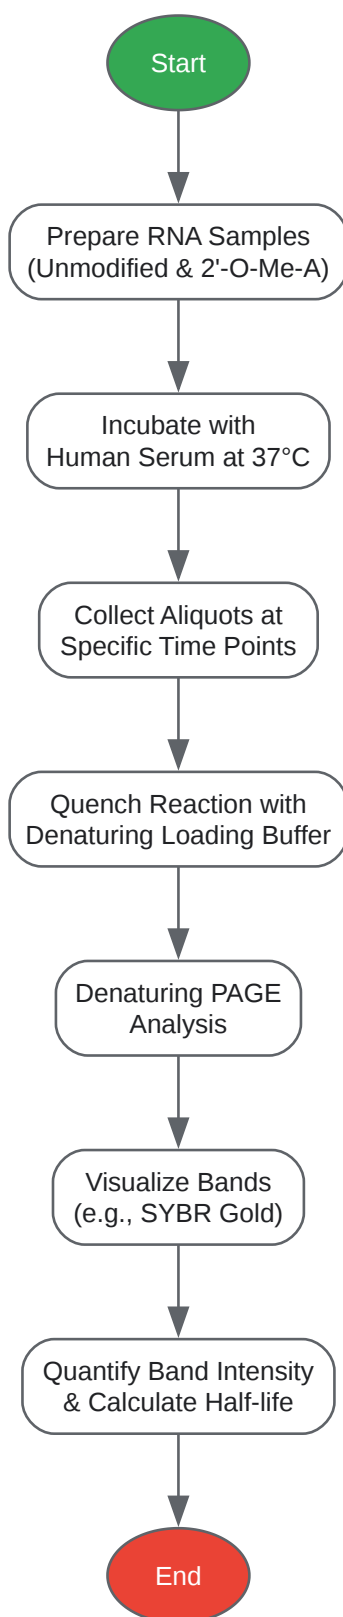 Start
Prepare RNA Samples
(Unmodified & 2'-O-Me-A)
Incubate with
Human Serum at 37°C
Collect Aliquots at
Specific Time Points
Quench Reaction with
Denaturing Loading Buffer
Denaturing PAGE
Analysis
Visualize Bands
(e.g., SYBR Gold)
Quantify Band Intensity
& Calculate Half-life
End